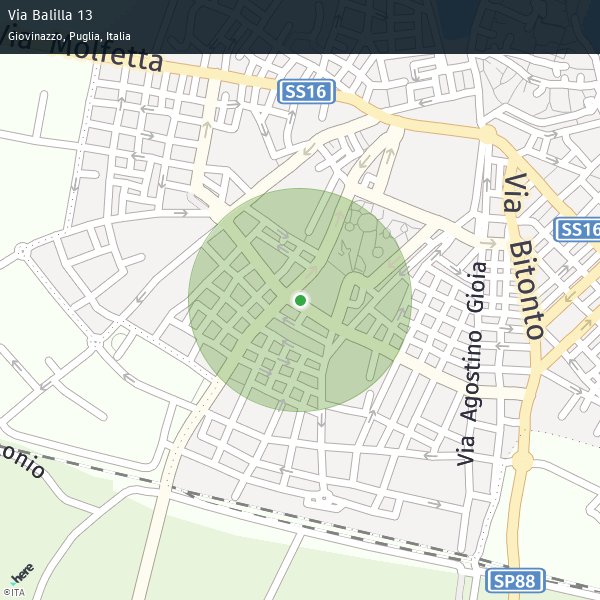 Via Balilla 13
Giovinazzo, Puglia, Italia
Via Molfetta
SS16
Via Bitonto
SS16
Via Agostino Gioia
onio
SP88
here
©ITA